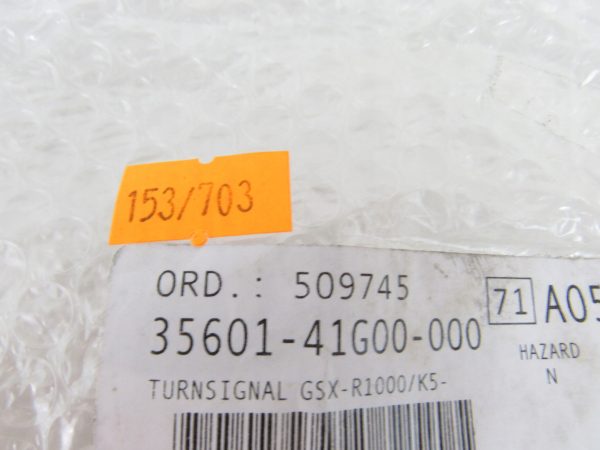 153/703
ORD.: 509745
71 A05
35601-41G00-000
HAZARD
N
TURNSIGNAL GSX-R1000/K5-